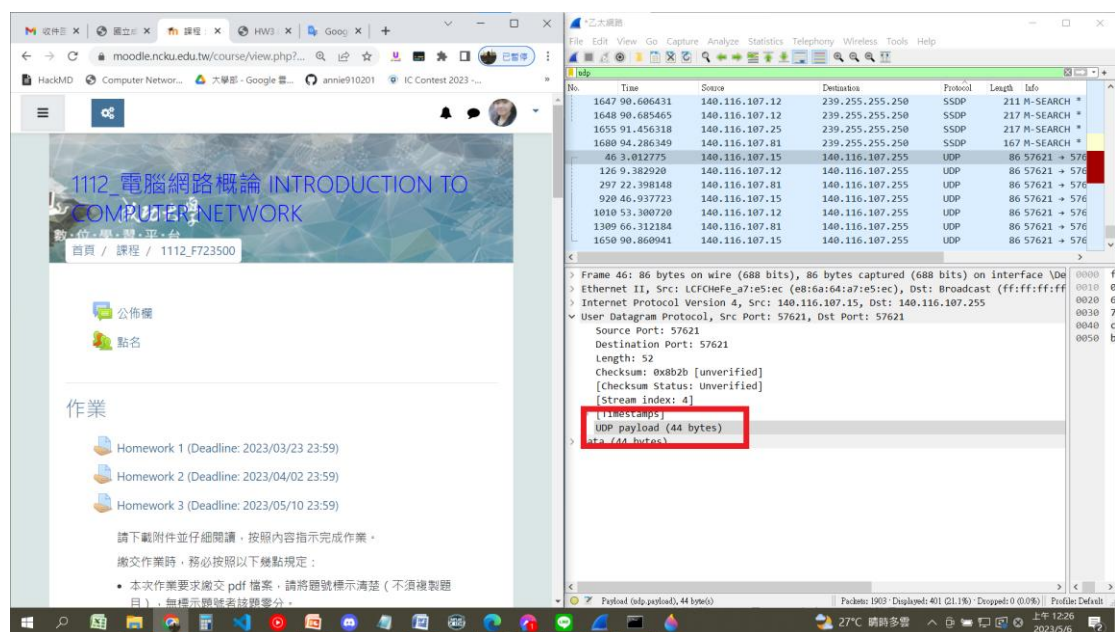 收件
國立
課程
HW3
Goog
moodle.ncku.edu.tw/course/view.php?...
已暫停
HackMD
Computer Networ...
大學部 - Google 雲...
annie910201
IC Contest 2023 -...
1112_電腦網路概論 INTRODUCTION TO
COMPUTER NETWORK
數·位·學·習·平·台
首頁 / 課程 / 1112_F723500
公佈欄
點名
作業
Homework 1 (Deadline: 2023/03/23 23:59)
Homework 2 (Deadline: 2023/04/02 23:59)
Homework 3 (Deadline: 2023/05/10 23:59)
請下載附件並仔細閱讀,按照內容指示完成作業。
繳交作業時,務必按照以下幾點規定:
• 本次作業要求繳交 pdf 檔案,請將題號標示清楚(不須複製題
目),無標示題號者該題零分。
*乙太網路
File Edit View Go Capture Analyze Statistics Telephony Wireless Tools Help
udp
No. Time Source Destination Protocol Length Info
1647 90.606431 140.116.107.12 239.255.255.250 SSDP 211 M-SEARCH *
1648 90.685465 140.116.107.12 239.255.255.250 SSDP 217 M-SEARCH *
1655 91.456318 140.116.107.25 239.255.255.250 SSDP 217 M-SEARCH *
1680 94.286349 140.116.107.81 239.255.255.250 SSDP 167 M-SEARCH *
46 3.012775 140.116.107.15 140.116.107.255 UDP 86 57621 → 576
126 9.382920 140.116.107.12 140.116.107.255 UDP 86 57621 → 576
297 22.398148 140.116.107.81 140.116.107.255 UDP 86 57621 → 576
920 46.937723 140.116.107.15 140.116.107.255 UDP 86 57621 → 576
1010 53.300720 140.116.107.12 140.116.107.255 UDP 86 57621 → 576
1309 66.312184 140.116.107.81 140.116.107.255 UDP 86 57621 → 576
1650 90.860941 140.116.107.15 140.116.107.255 UDP 86 57621 → 576
Frame 46: 86 bytes on wire (688 bits), 86 bytes captured (688 bits) on interface \De
Ethernet II, Src: LCFCHeFe_a7:e5:ec (e8:6a:64:a7:e5:ec), Dst: Broadcast (ff:ff:ff:ff
Internet Protocol Version 4, Src: 140.116.107.15, Dst: 140.116.107.255
User Datagram Protocol, Src Port: 57621, Dst Port: 57621
Source Port: 57621
Destination Port: 57621
Length: 52
Checksum: 0x8b2b [unverified]
[Checksum Status: Unverified]
[Stream index: 4]
[Timestamps]
UDP payload (44 bytes)
ata (44 bytes)
0000 f
0010 0
0020 6
0030 7
0040 c
0050 b
Payload (udp.payload), 44 byte(s)
Packets: 1903 · Displayed: 401 (21.1%) · Dropped: 0 (0.0%)
Profile: Default
27°C 晴時多雲
上午 12:26
2023/5/6